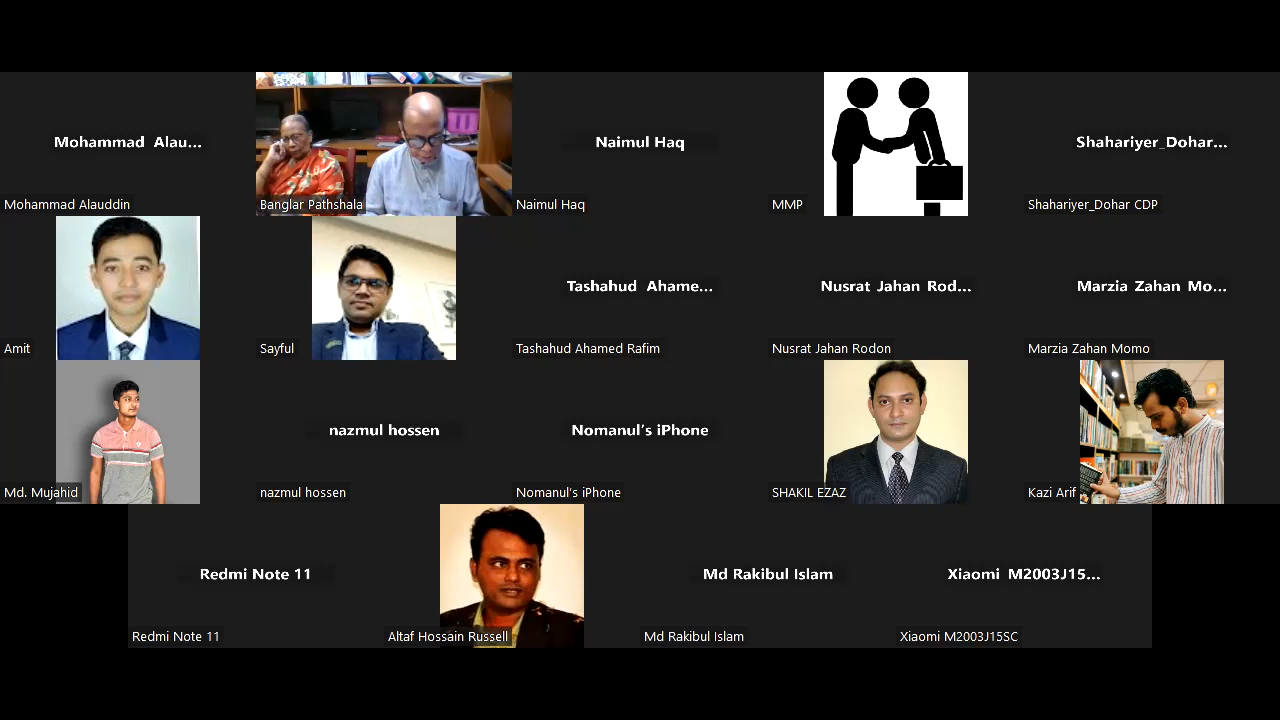 Mohammad Alau...
Mohammad Alauddin
Banglar Pathshala
Naimul Haq
Naimul Haq
MMP
Shahariyer_Dohar...
Shahariyer_Dohar CDP
Amit
Sayful
Tashahud Ahame...
Tashahud Ahamed Rafim
Nusrat Jahan Rod...
Nusrat Jahan Rodon
Marzia Zahan Mo...
Marzia Zahan Momo
Md. Mujahid
nazmul hossen
nazmul hossen
Nomanul's iPhone
Nomanul's iPhone
SHAKIL EZAZ
Kazi Arif
Redmi Note 11
Redmi Note 11
Altaf Hossain Russell
Md Rakibul Islam
Md Rakibul Islam
Xiaomi M2003J15...
Xiaomi M2003J15SC